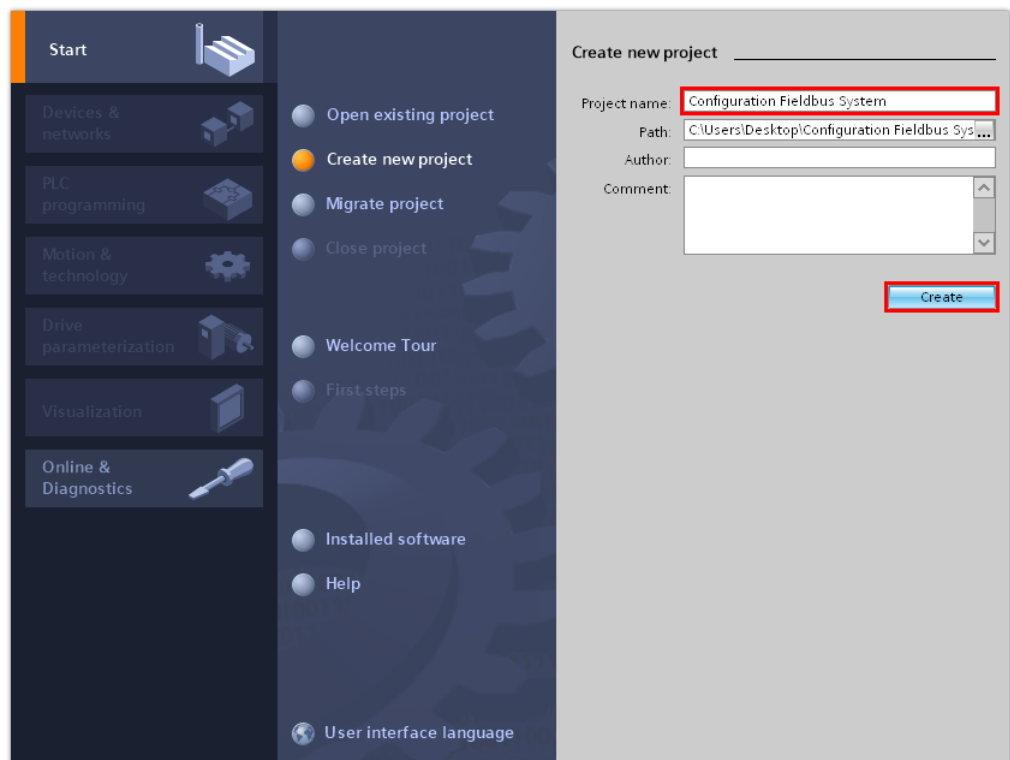 Start
Devices &
networks
PLC
programming
Motion &
technology
Drive
parameterization
Visualization
Online &
Diagnostics
Open existing project
Create new project
Migrate project
Close project
Welcome Tour
First steps
Installed software
Help
User interface language
Create new project
Project name: Configuration Fieldbus System
Path: C:\Users\Desktop\Configuration Fieldbus Sys ...
Author:
Comment:
Create